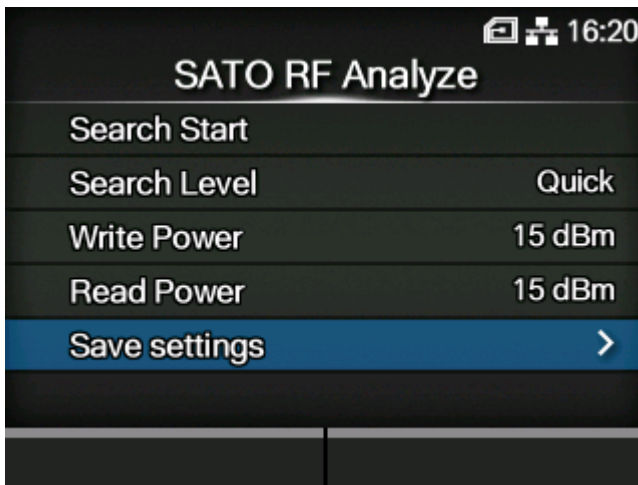 16:20
SATO RF Analyze
Search Start
Search Level Quick
Write Power 15 dBm
Read Power 15 dBm
Save settings >